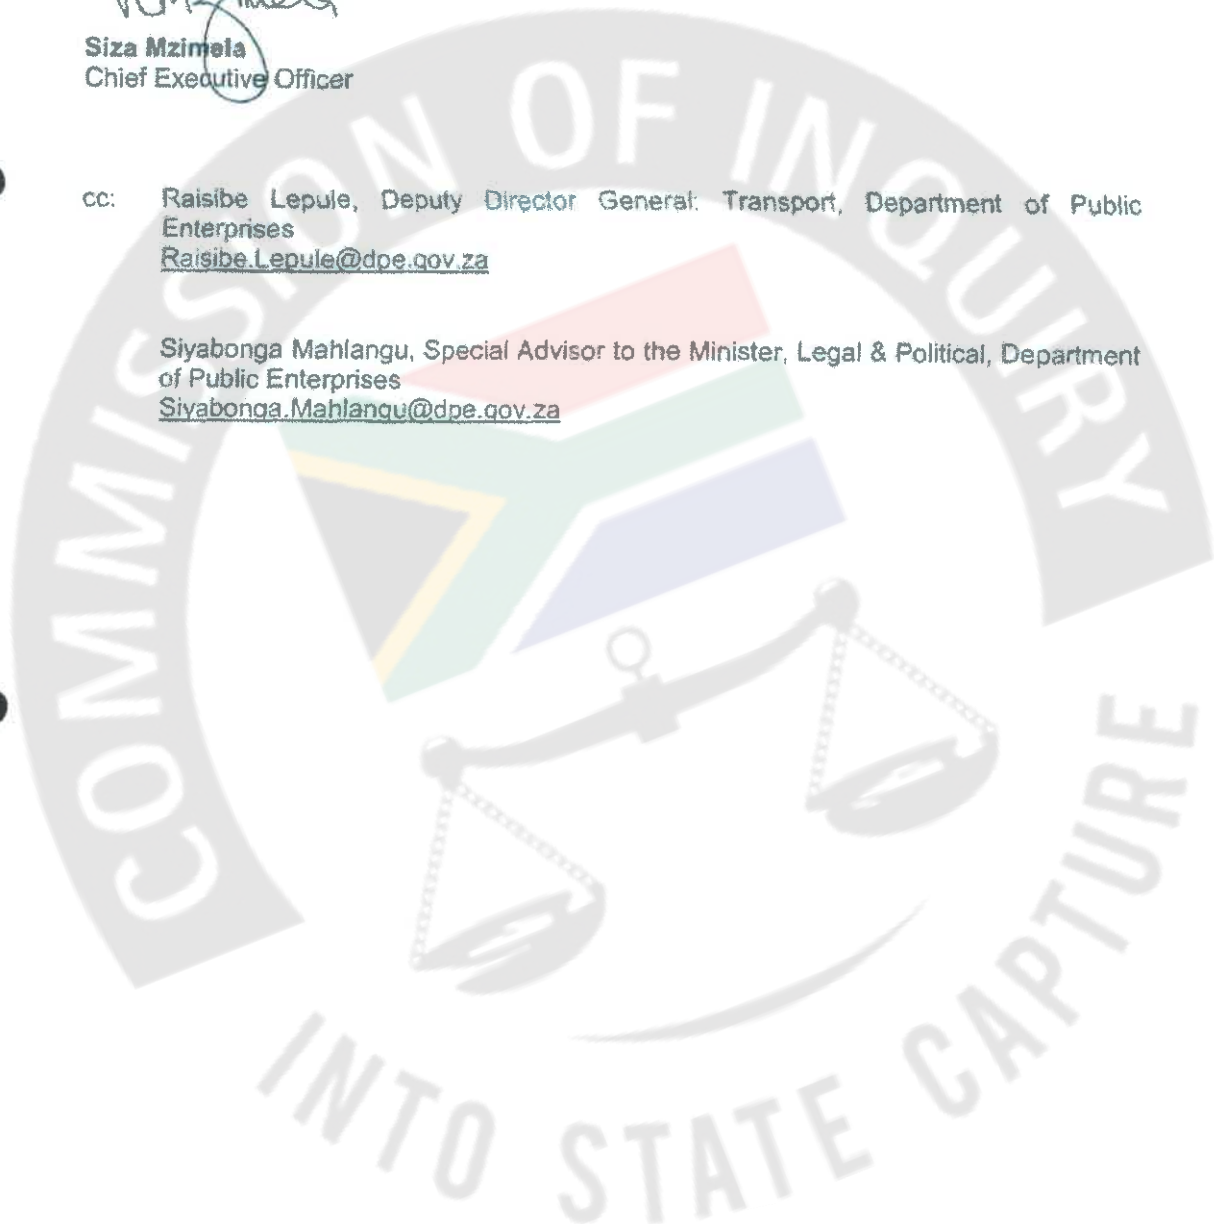 Siza Mzimela
Chief Executive Officer
cc: Raisibe Lepule, Deputy Director General: Transport, Department of Public
Enterprises
Raisibe.Lepule@dpe.gov.za
Siyabonga Mahlangu, Special Advisor to the Minister, Legal & Political, Department
of Public Enterprises
Siyabonga.Mahlangu@dpe.gov.za
COMMISSION OF INQUIRY
INTO STATE CAPTURE